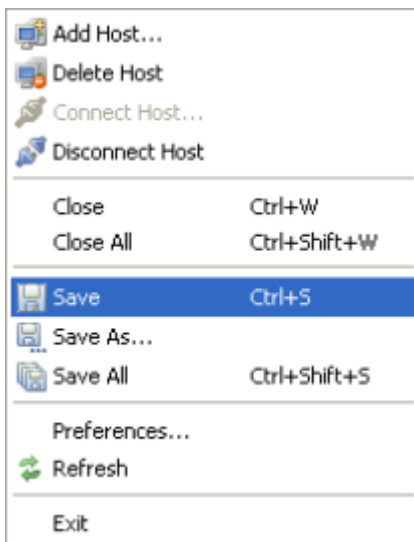 Add Host...
Delete Host
Connect Host...
Disconnect Host
Close Ctrl+W
Close All Ctrl+Shift+W
Save Ctrl+S
Save As...
Save All Ctrl+Shift+S
Preferences...
Refresh
Exit